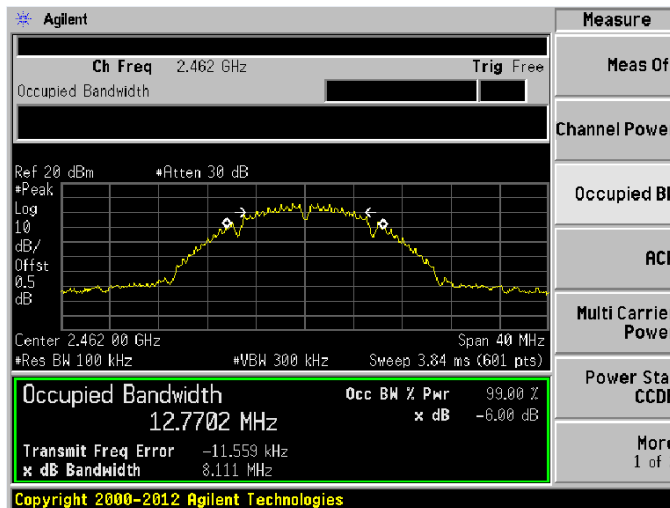 Agilent
Measure
Ch Freq 2.462 GHz Trig Free
Occupied Bandwidth
Meas Of
Channel Powe
Occupied B
AC
Multi Carrie
Powe
Power Sta
CCD
More
1 of
Ref 20 dBm #Atten 30 dB
#Peak
Log
10
dB/
Offst
0.5
dB
Center 2.462 00 GHz Span 40 MHz
#Res BW 100 kHz #VBW 300 kHz Sweep 3.84 ms (601 pts)
Occupied Bandwidth Occ BW % Pwr 99.00 %
12.7702 MHz x dB -6.00 dB
Transmit Freq Error -11.559 kHz
x dB Bandwidth 8.111 MHz
Copyright 2000-2012 Agilent Technologies